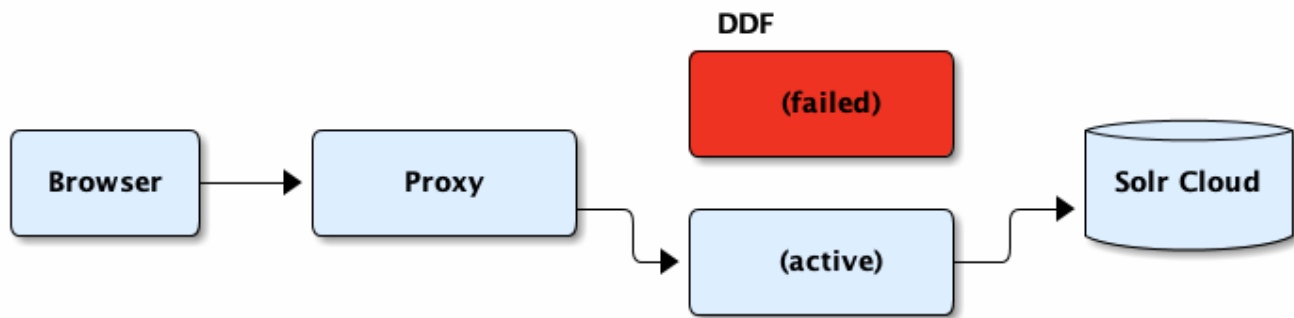 DDF
(failed)
Browser
Proxy
Solr Cloud
(active)